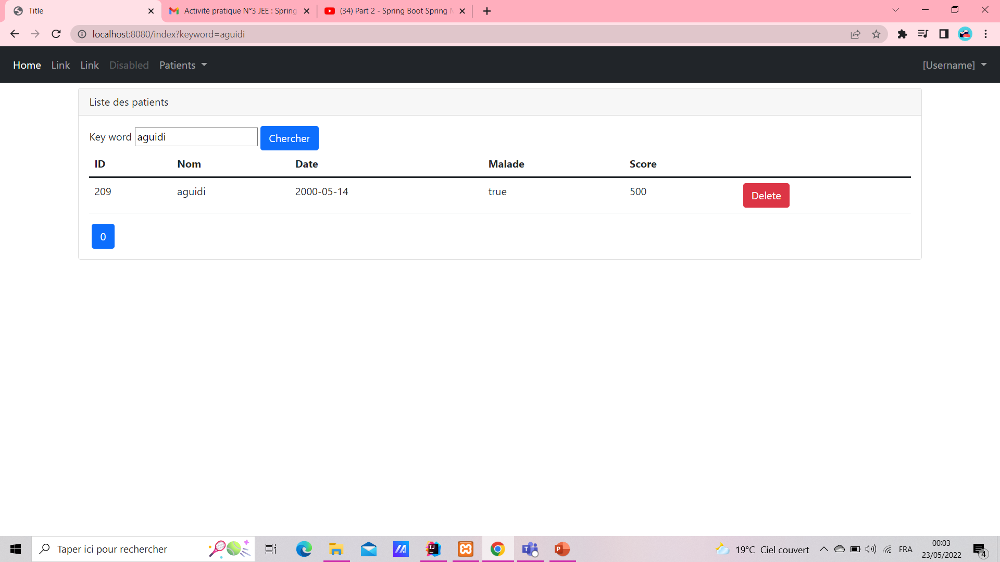 Title
Activité pratique N°3 JEE : Spring
(34) Part 2 - Spring Boot Spring
localhost:8080/index?keyword=aguidi
Home Link Link Disabled Patients [Username]
Liste des patients
Key word aguidi Chercher
ID Nom Date Malade Score
209 aguidi 2000-05-14 true 500 Delete
0
Taper ici pour rechercher
19°C Ciel couvert FRA
00:03
23/05/2022
4